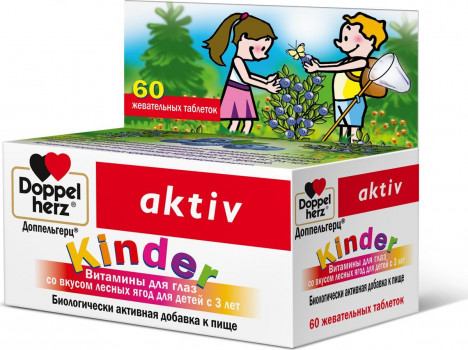 60
жевательных таблеток
Doppel
herz®
Доппельгерц®
aktiv
Kinder
Витамины для глаз
со вкусом лесных ягод для детей с 3 лет
Биологически активная добавка к пище
Doppel
herz®
aktiv
Kinder
Витамины для глаз
со вкусом лесных ягод для детей с 3 лет
Биологически активная добавка к пище
60 жевательных таблеток